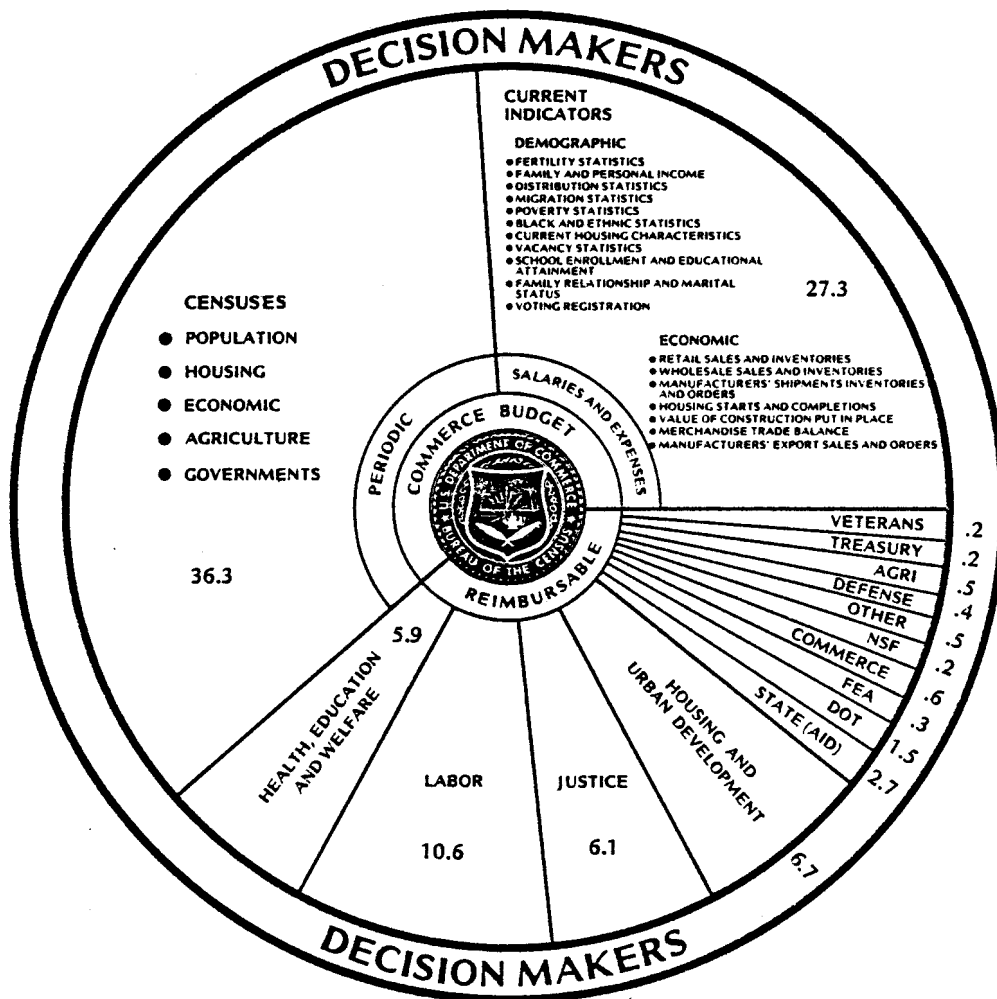 DECISION MAKERS
CURRENT
INDICATORS
DEMOGRAPHIC
● FERTILITY STATISTICS
● FAMILY AND PERSONAL INCOME
● DISTRIBUTION STATISTICS
● MIGRATION STATISTICS
● POVERTY STATISTICS
● BLACK AND ETHNIC STATISTICS
● CURRENT HOUSING CHARACTERISTICS
● VACANCY STATISTICS
● SCHOOL ENROLLMENT AND EDUCATIONAL
ATTAINMENT
● FAMILY RELATIONSHIP AND MARITAL
STATUS
● VOTING REGISTRATION
27.3
ECONOMIC
● RETAIL SALES AND INVENTORIES
● WHOLESALE SALES AND INVENTORIES
● MANUFACTURERS' SHIPMENTS INVENTORIES
AND ORDERS
● HOUSING STARTS AND COMPLETIONS
● VALUE OF CONSTRUCTION PUT IN PLACE
● MERCHANDISE TRADE BALANCE
● MANUFACTURERS' EXPORT SALES AND ORDERS
CENSUSES
● POPULATION
● HOUSING
● ECONOMIC
● AGRICULTURE
● GOVERNMENTS
36.3
PERIODIC
SALARIES AND EXPENSES
COMMERCE BUDGET
U.S. DEPARTMENT OF COMMERCE
BUREAU OF THE CENSUS
REIMBURSABLE
VETERANS .2
TREASURY .2
AGRI .5
DEFENSE .4
OTHER .5
NSF .2
COMMERCE .6
FEA .3
DOT 1.5
STATE (AID) 2.7
HOUSING AND
URBAN DEVELOPMENT
6.7
JUSTICE
6.1
LABOR
10.6
HEALTH, EDUCATION
AND WELFARE
5.9
DECISION MAKERS